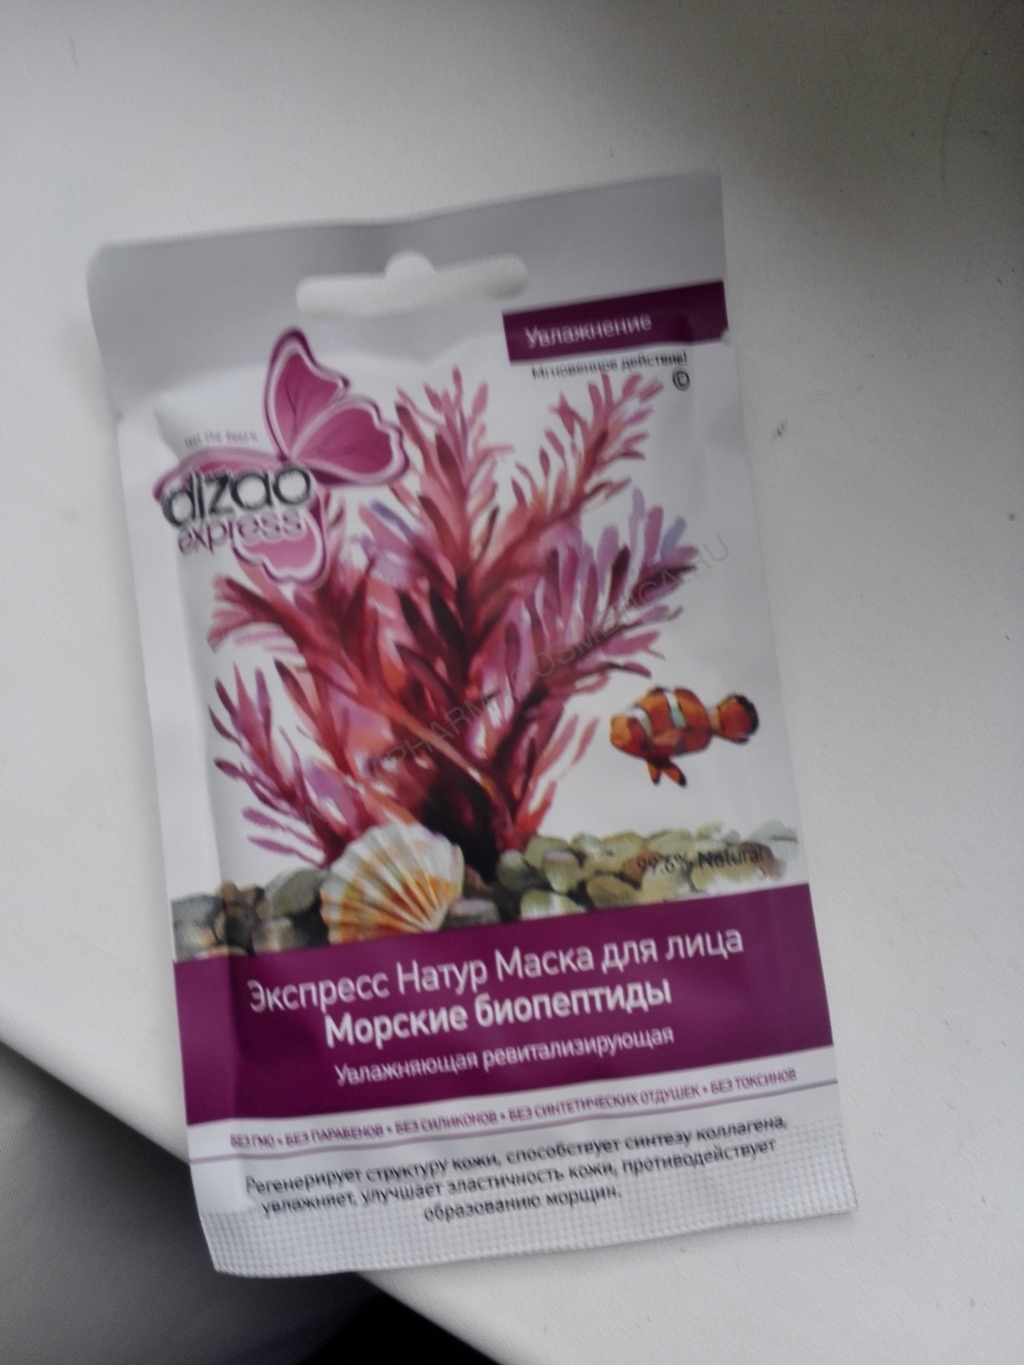 Увлажнение
Мгновенное действие!
©
dizao
express
99.6% Natural
Экспресс Натур Маска для лица
Морские биопептиды
Увлажняющая ревитализирующая
БЕЗ ГМО • БЕЗ ПАРАБЕНОВ • БЕЗ СИЛИКОНОВ • БЕЗ СИНТЕТИЧЕСКИХ ОТДУШЕК • БЕЗ ТОКСИНОВ
Регенерирует структуру кожи, способствует синтезу коллагена,
увлажняет, улучшает эластичность кожи, противодействует
образованию морщин.